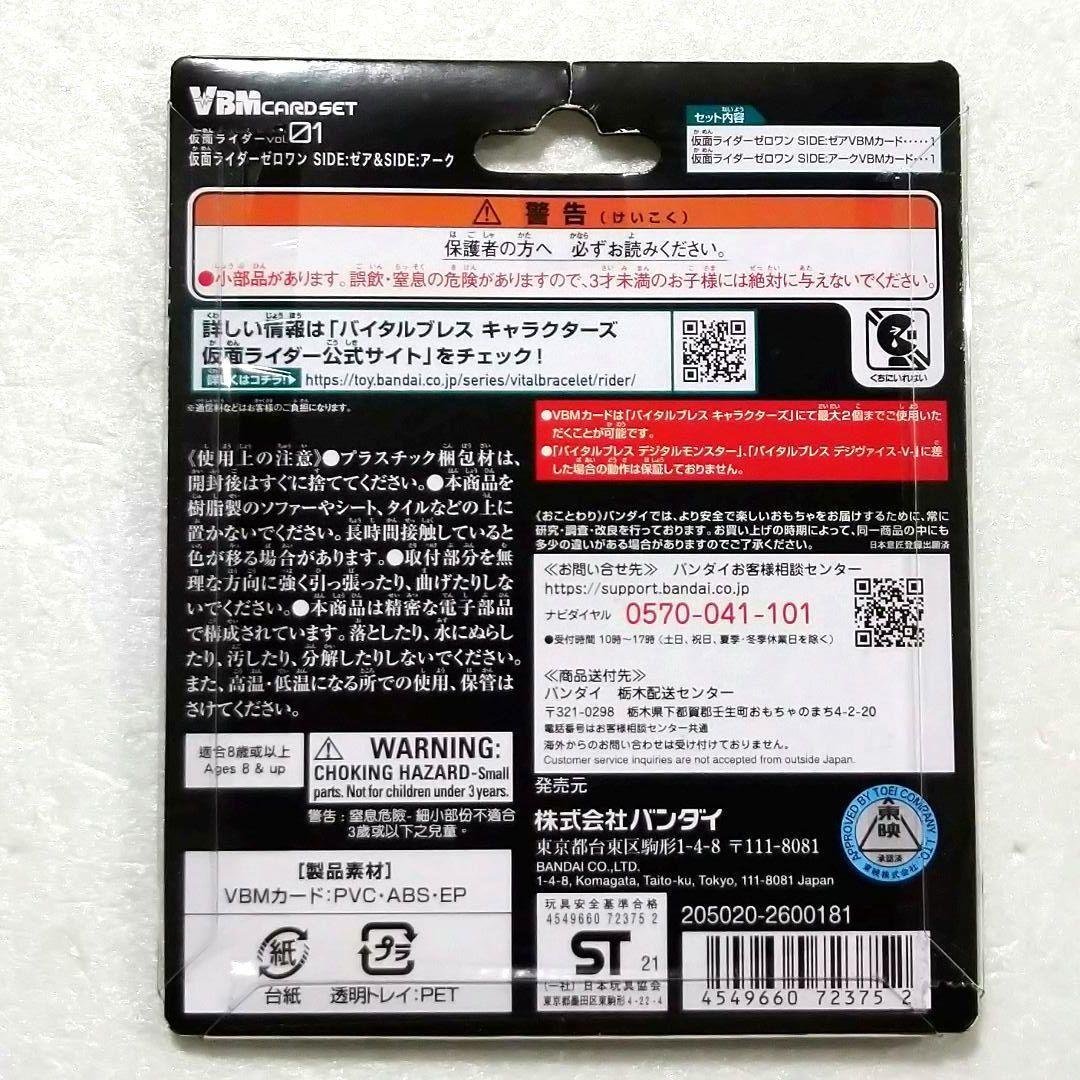 VBM CARD SET
仮面ライダーvol.01
仮面ライダーゼロワン SIDE:ゼア&SIDE:アーク
セット内容
仮面ライダーゼロワン SIDE:ゼアVBMカード‥‥‥1
仮面ライダーゼロワン SIDE:アークVBMカード‥‥1
⚠ 警告(けいこく)
保護者の方へ 必ずお読みください。
●小部品があります。誤飲・窒息の危険がありますので、3才未満のお子様には絶対に与えないでください。
詳しい情報は「バイタルブレス キャラクターズ
仮面ライダー公式サイト」をチェック!
詳しくはコチラ!▶ https://toy.bandai.co.jp/series/vitalbracelet/rider/
※通信料などはお客様のご負担になります。
くちにいれない
●VBMカードは「バイタルブレス キャラクターズ」にて最大2個までご使用いた
だくことが可能です。
●「バイタルブレス デジタルモンスター」、「バイタルブレス デジヴァイス-V-」に差
した場合の動作は保証しておりません。
《使用上の注意》●プラスチック梱包材は、
開封後はすぐに捨ててください。●本商品を
樹脂製のソファーやシート、タイルなどの上に
置かないでください。長時間接触していると
色が移る場合があります。●取付部分を無
理な方向に強く引っ張ったり、曲げたりしな
いでください。●本商品は精密な電子部品
で構成されています。落としたり、水にぬらし
たり、汚したり、分解したりしないでください。
また、高温・低温になる所での使用、保管は
さけてください。
《おことわり》バンダイでは、より安全で楽しいおもちゃをお届けするために、常に
研究・調査・改良を行っております。お買い上げの時期によって、同一商品の中にも
多少の違いがある場合がありますのでご了承ください。 日本意匠登録出願済
≪お問い合せ先≫ バンダイお客様相談センター
https://support.bandai.co.jp
ナビダイヤル 0570-041-101
●受付時間 10時〜17時(土日、祝日、夏季・冬季休業日を除く)
≪商品送付先≫
バンダイ 栃木配送センター
〒321-0298 栃木県下都賀郡壬生町おもちゃのまち4-2-20
電話番号はお客様相談センター共通
海外からのお問い合わせは受け付けておりません。
Customer service inquiries are not accepted from outside Japan.
適合8歳或以上
Ages 8 & up
⚠ WARNING:
CHOKING HAZARD-Small
parts. Not for children under 3 years.
警告:窒息危險-細小部份不適合
3歲或以下之兒童。
発売元
株式会社バンダイ
東京都台東区駒形1-4-8 〒111-8081
BANDAI CO.,LTD.
1-4-8, Komagata, Taito-ku, Tokyo, 111-8081 Japan
APPROVED BY TOEI COMPANY, LTD.
東映
承認済
東映株式会社
[製品素材]
VBMカード:PVC・ABS・EP
紙
台紙
プラ
透明トレイ:PET
玩具安全基準合格
4549660 72375 2
ST 21
(一社)日本玩具協会
東京都墨田区東駒形4-22-4
205020-2600181
4549660 72375 2